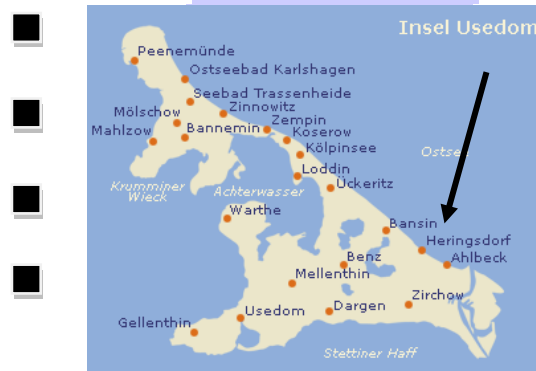 Insel Usedom
Peenemünde
Ostseebad Karlshagen
Seebad Trassenheide
Zinnowitz
Mölschow
Zempin
Mahlzow
Bannemin
Koserow
Kölpinsee
Ostsee
Loddin
Ückeritz
Krumminer
Wieck
Achterwasser
Warthe
Bansin
Heringsdorf
Benz
Ahlbeck
Mellenthin
Zirchow
Usedom
Dargen
Gellenthin
Stettiner Haff